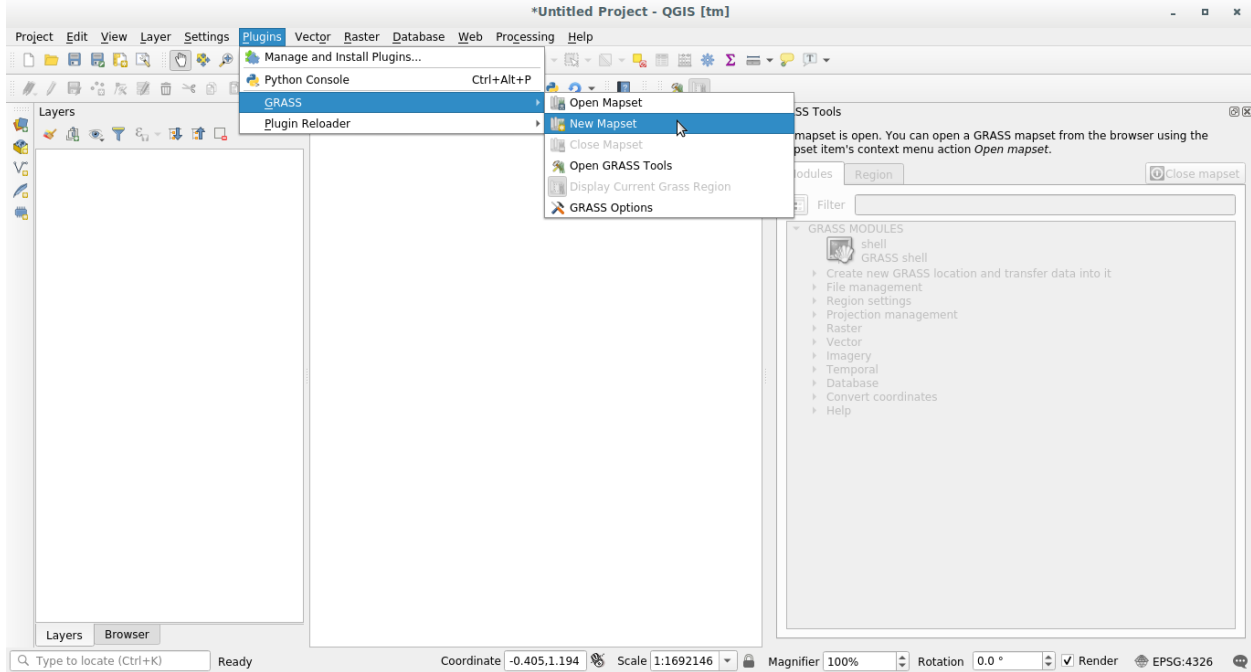 *Untitled Project - QGIS [tm]
Project Edit View Layer Settings Plugins Vector Raster Database Web Processing Help
Manage and Install Plugins...
Python Console Ctrl+Alt+P
GRASS
Plugin Reloader
Open Mapset
New Mapset
Close Mapset
Open GRASS Tools
Display Current Grass Region
GRASS Options
Layers
SS Tools
mapset is open. You can open a GRASS mapset from the browser using the
pset item's context menu action Open mapset.
odules Region Close mapset
Filter
GRASS MODULES
shell
GRASS shell
Create new GRASS location and transfer data into it
File management
Region settings
Projection management
Raster
Vector
Imagery
Temporal
Database
Convert coordinates
Help
Layers Browser
Type to locate (Ctrl+K) Ready Coordinate -0.405,1.194 Scale 1:1692146 Magnifier 100% Rotation 0.0 ° Render EPSG:4326